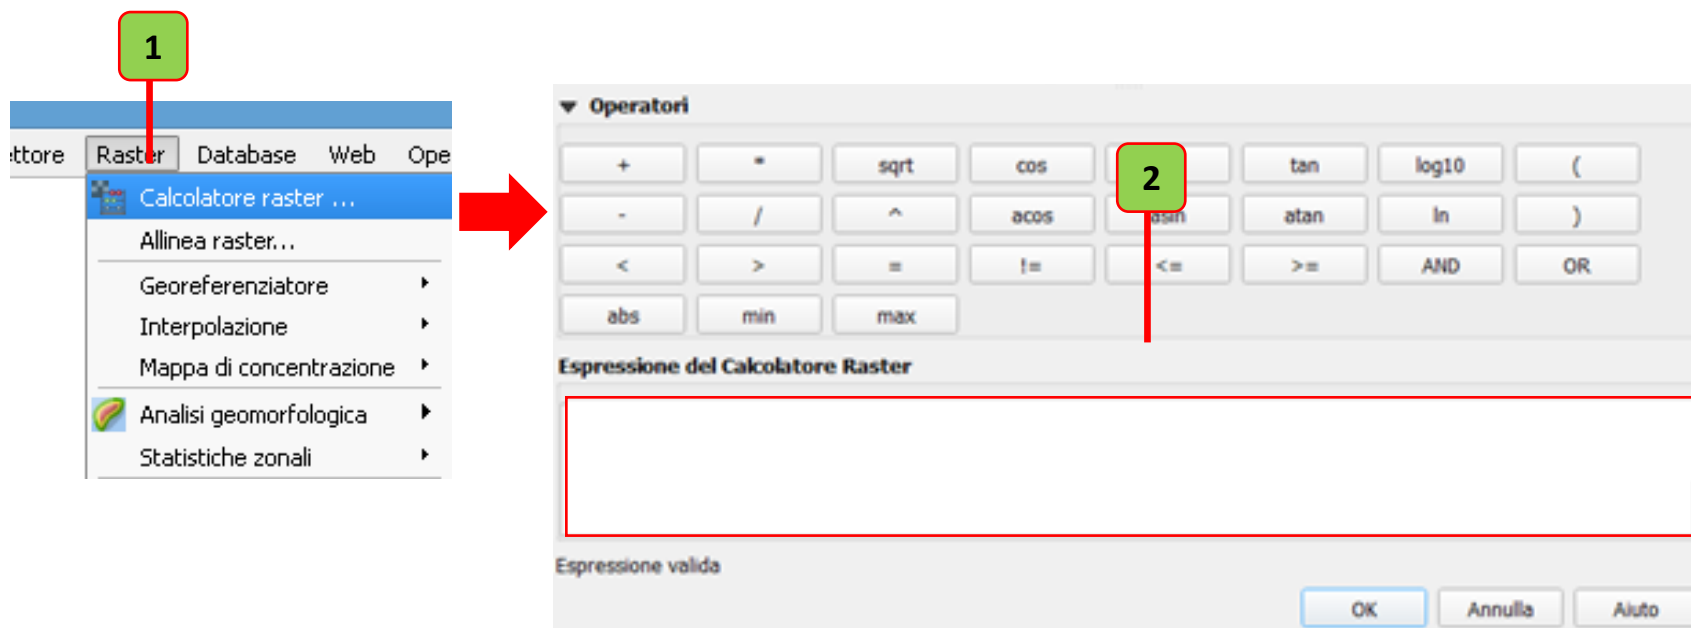 1
ttore Raster Database Web Ope
Calcolatore raster ...
Allinea raster...
Georeferenziatore
Interpolazione
Mappa di concentrazione
Analisi geomorfologica
Statistiche zonali
Operatori
+ * sqrt cos tan log10 (
2
- / ^ acos asin atan ln )
< > = != <= >= AND OR
abs min max
Espressione del Calcolatore Raster
Espressione valida
OK Annulla Aiuto